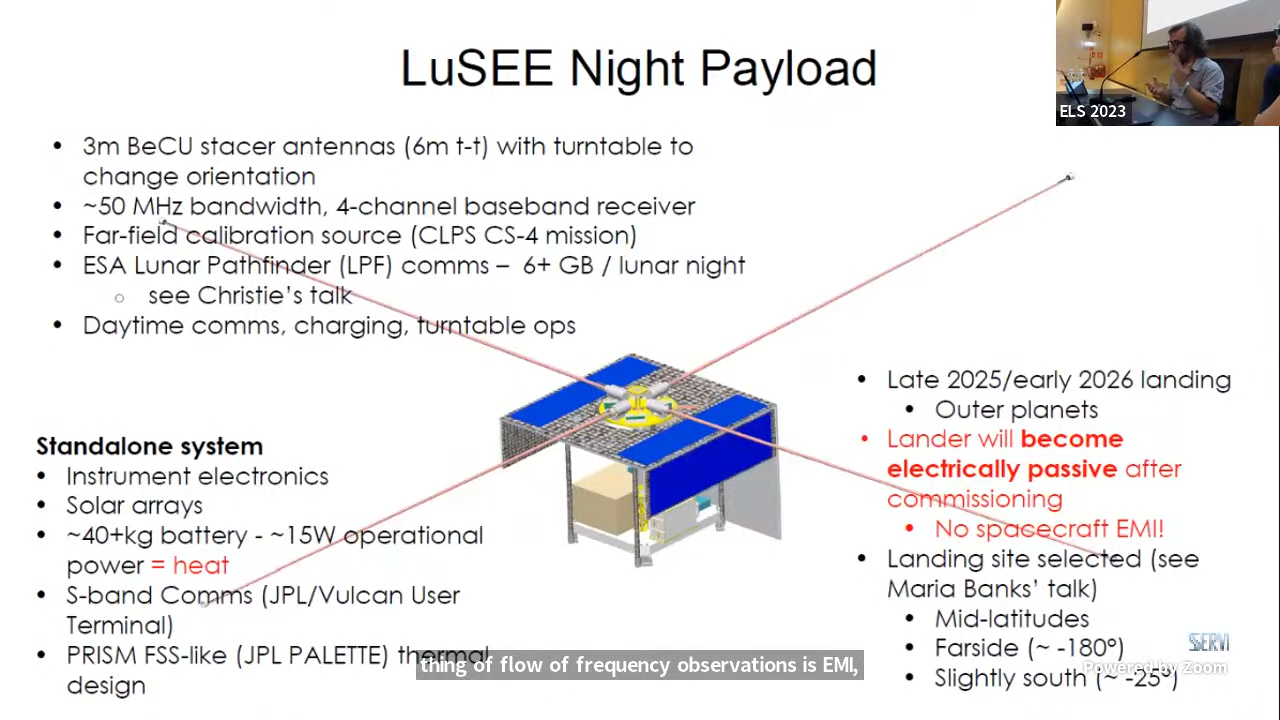 LuSEE Night Payload
ELS 2023
• 3m BeCU stacer antennas (6m t-t) with turntable to
change orientation
• ~50 MHz bandwidth, 4-channel baseband receiver
• Far-field calibration source (CLPS CS-4 mission)
• ESA Lunar Pathfinder (LPF) comms – 6+ GB / lunar night
○ see Christie's talk
• Daytime comms, charging, turntable ops
Standalone system
• Instrument electronics
• Solar arrays
• ~40+kg battery - ~15W operational
power = heat
• S-band Comms (JPL/Vulcan User
Terminal)
• PRISM FSS-like (JPL PALETTE) thermal
design
• Late 2025/early 2026 landing
• Outer planets
• Lander will become
electrically passive after
commissioning
• No spacecraft EMI!
• Landing site selected (see
Maria Banks' talk)
• Mid-latitudes
• Farside (~ -180°)
• Slightly south (~ -25°)
SSERVI
Powered by Zoom
thing of flow of frequency observations is EMI,